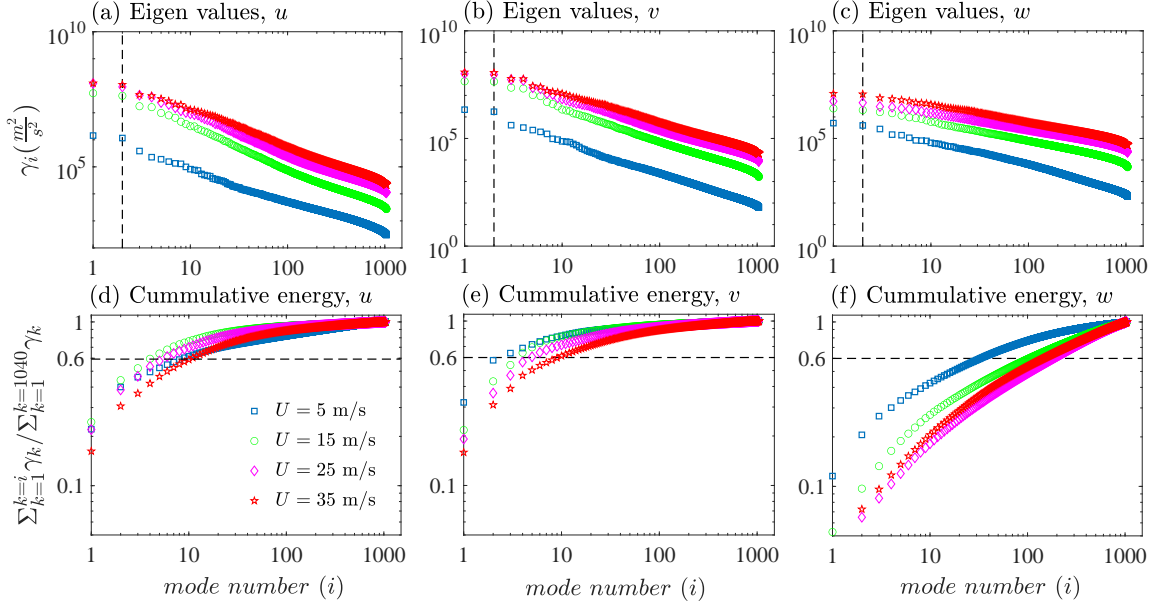 (a) Eigen values, u
(b) Eigen values, v
(c) Eigen values, w
γ_i(m²/s²)
10^10
10^5
1 10 100 1000
10^10
10^5
10^0
1 10 100 1000
10^10
10^5
10^0
1 10 100 1000
(d) Cummulative energy, u
(e) Cummulative energy, v
(f) Cummulative energy, w
Σ_{k=1}^{k=i} γ_k / Σ_{k=1}^{k=1040} γ_k
1
0.6
0.1
U = 5 m/s
U = 15 m/s
U = 25 m/s
U = 35 m/s
1 10 100 1000
mode number (i)
1
0.6
0.1
1 10 100 1000
mode number (i)
1
0.6
0.1
1 10 100 1000
mode number (i)